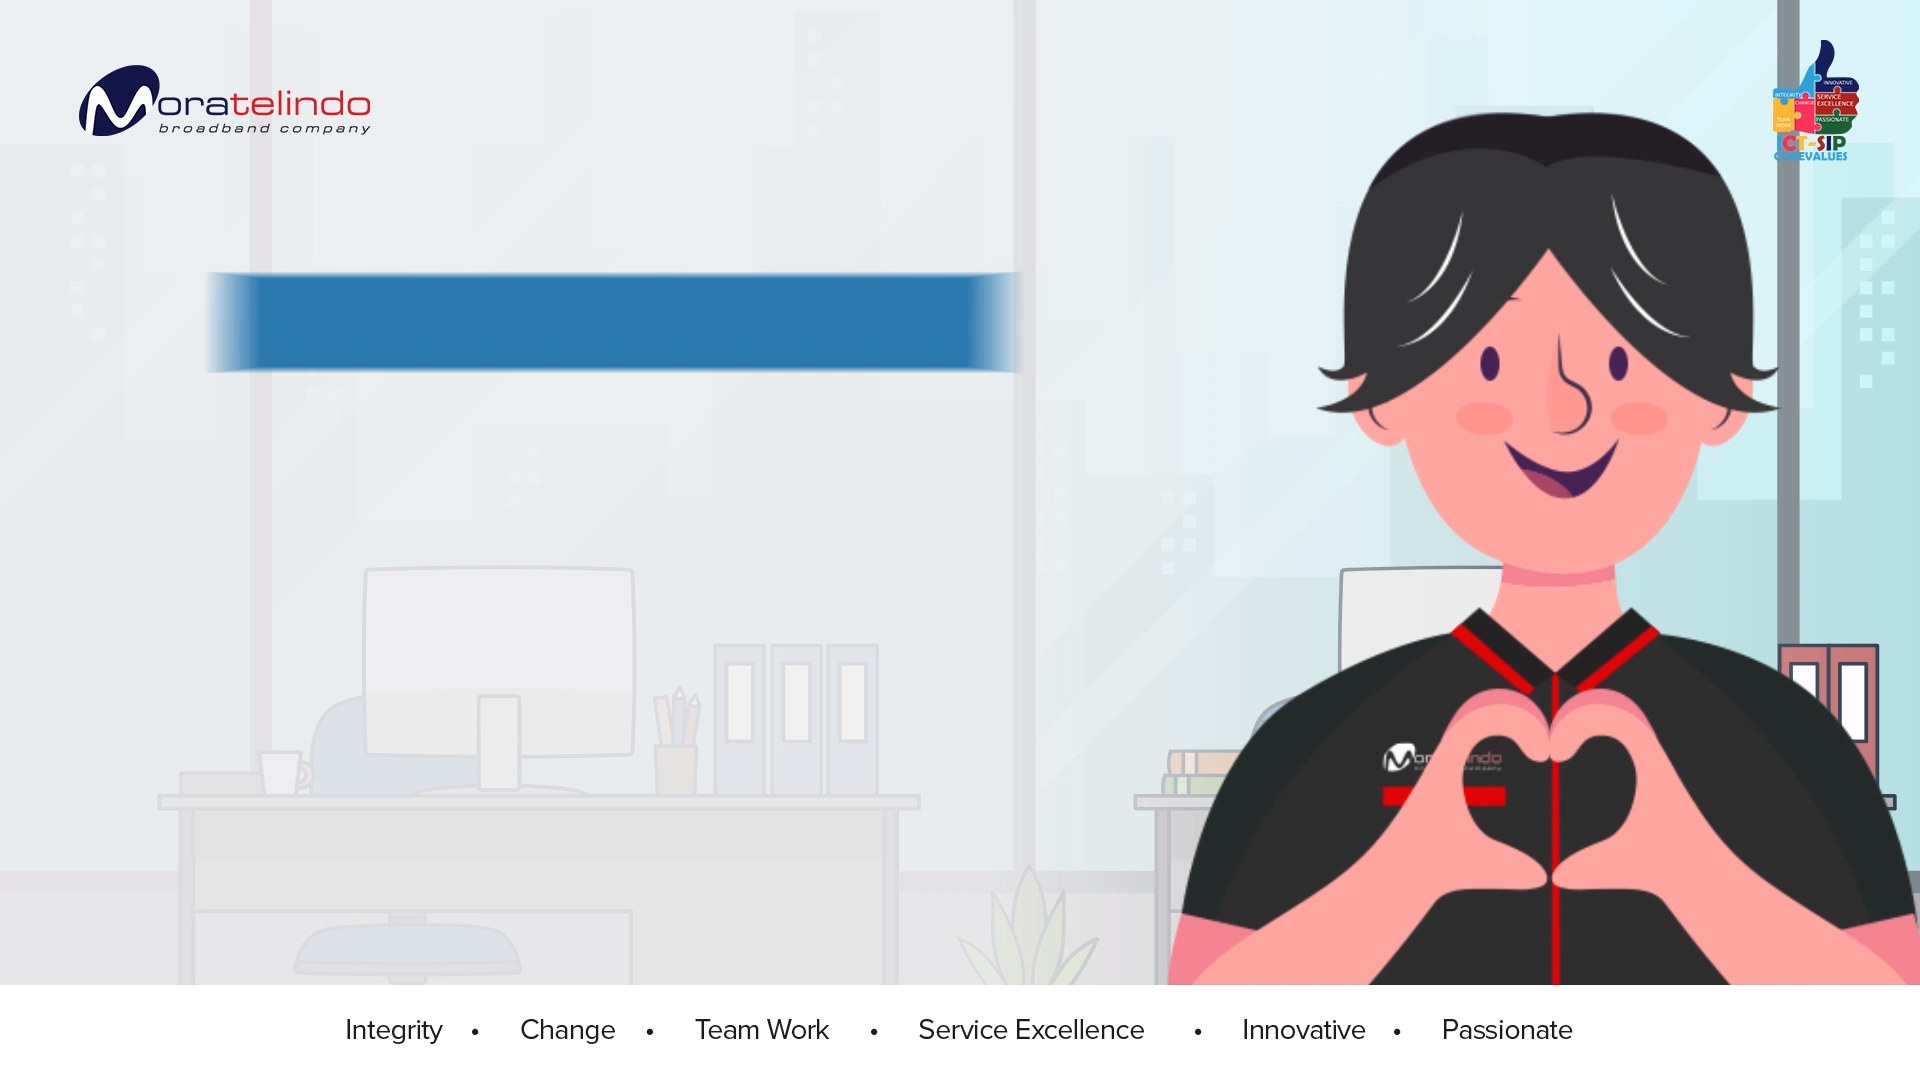 Moratelindo
broadband company
INNOVATIVE
INTEGRITY
CHANGE
SERVICE
EXCELLENCE
TEAM
WORK
PASSIONATE
ICT-SIP
COREVALUES
Integrity • Change • Team Work • Service Excellence • Innovative • Passionate